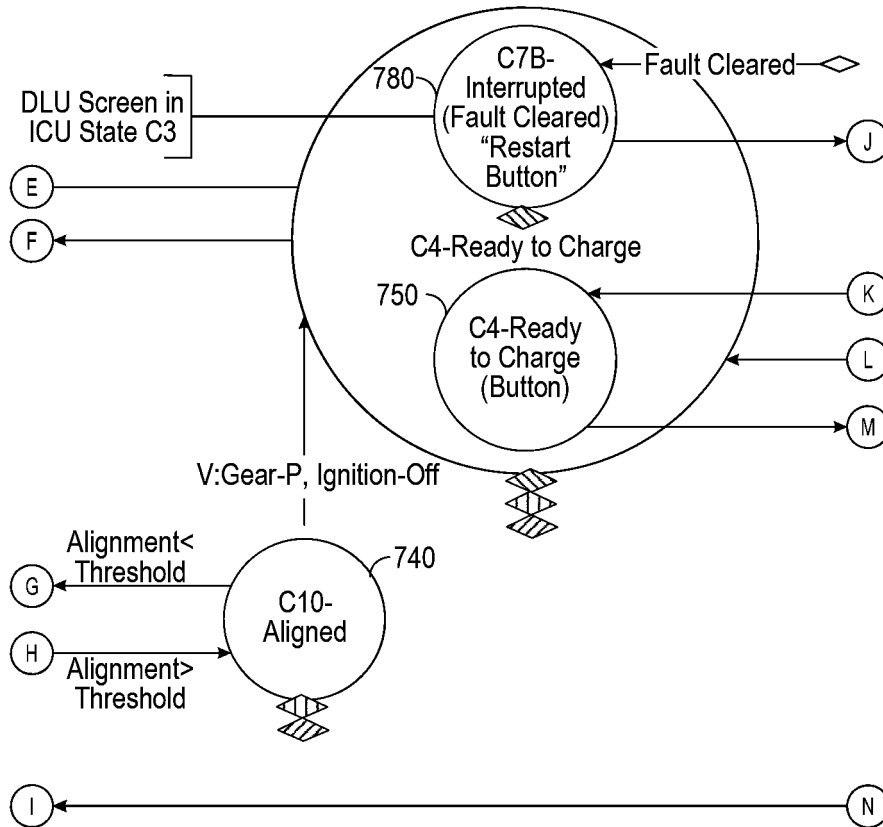 C7B-
Interrupted
(Fault Cleared)
"Restart
Button"
780
Fault Cleared
DLU Screen in
ICU State C3
J
E
F
C4-Ready to Charge
750
K
C4-Ready
to Charge
(Button)
L
M
V:Gear-P, Ignition-Off
Alignment<
Threshold
G
740
C10-
Aligned
H
Alignment>
Threshold
I
N